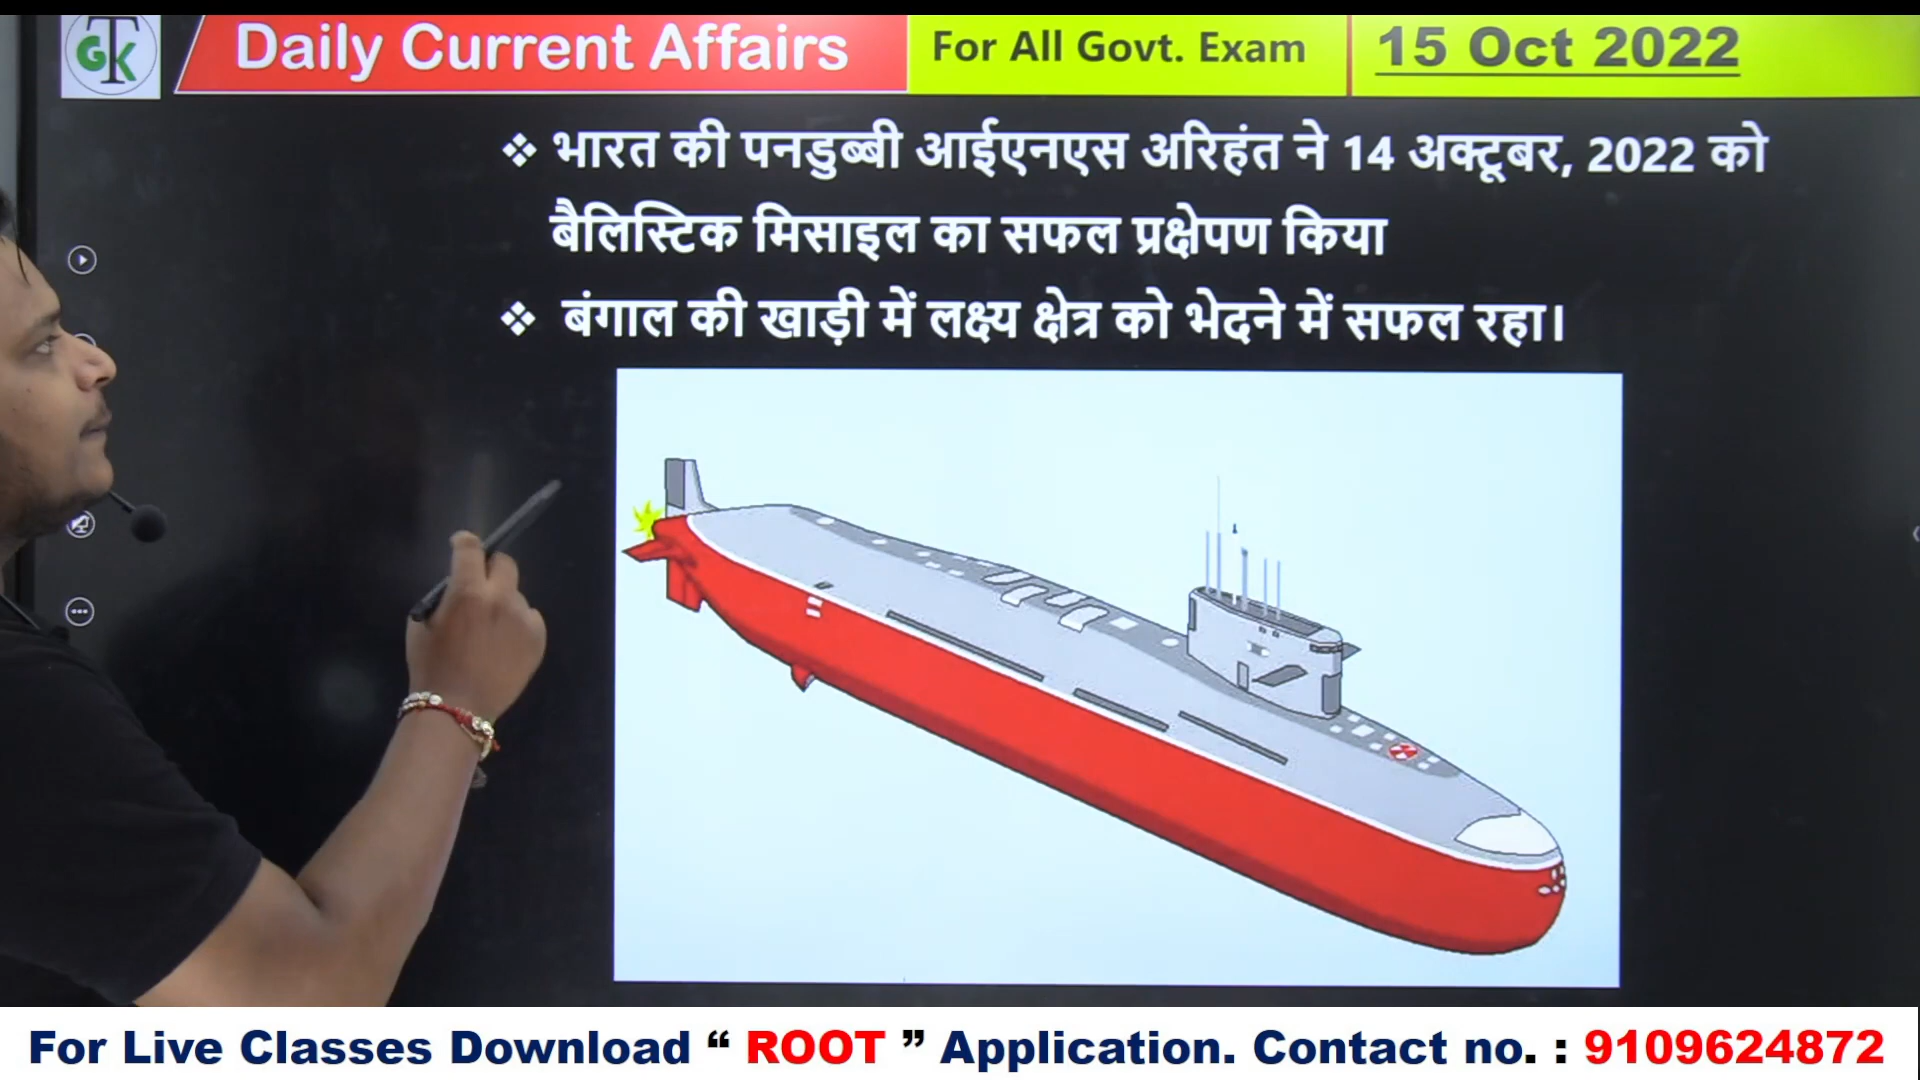 TGK
Daily Current Affairs
For All Govt. Exam
15 Oct 2022
❖ भारत की पनडुब्बी आईएनएस अरिहंत ने 14 अक्टूबर, 2022 को
बैलिस्टिक मिसाइल का सफल प्रक्षेपण किया
❖ बंगाल की खाड़ी में लक्ष्य क्षेत्र को भेदने में सफल रहा।
For Live Classes Download “ ROOT ” Application. Contact no. : 9109624872